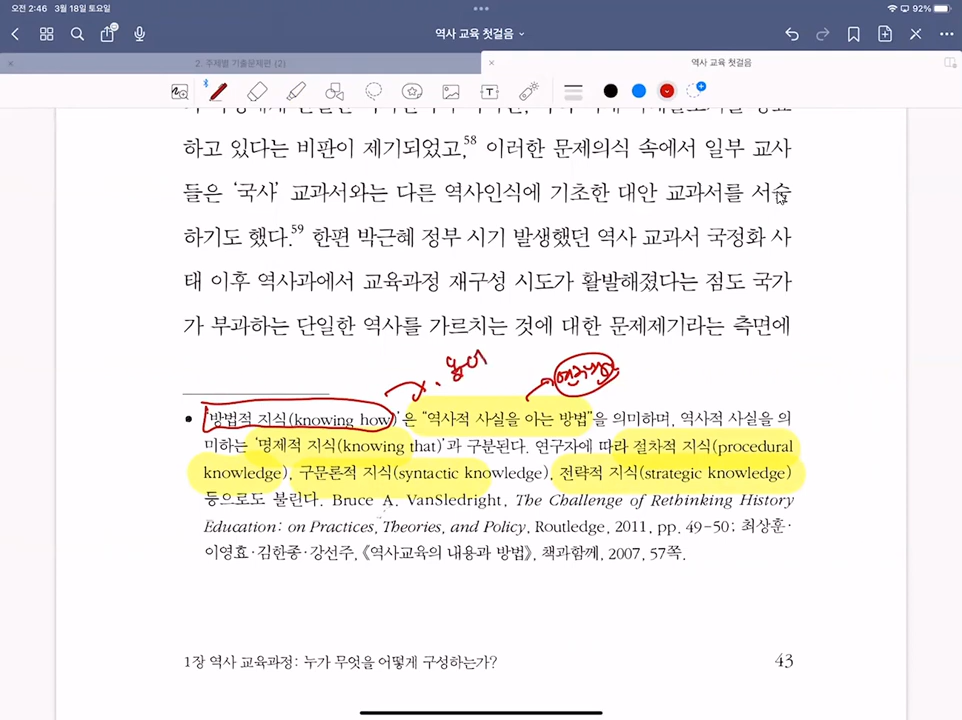 오전 2:46 3월 18일 토요일
92%
역사 교육 첫걸음
2. 주제별 기출문제편 (2)
역사 교육 첫걸음
하고 있다는 비판이 제기되었고,58 이러한 문제의식 속에서 일부 교사
들은 ‘국사’ 교과서와는 다른 역사인식에 기초한 대안 교과서를 서술
하기도 했다.59 한편 박근혜 정부 시기 발생했던 역사 교과서 국정화 사
태 이후 역사과에서 교육과정 재구성 시도가 활발해졌다는 점도 국가
가 부과하는 단일한 역사를 가르치는 것에 대한 문제제기라는 측면에
용어
연구방법
● ‘방법적 지식(knowing how)’은 “역사적 사실을 아는 방법”을 의미하며, 역사적 사실을 의
미하는 ‘명제적 지식(knowing that)’과 구분된다. 연구자에 따라 절차적 지식(procedural
knowledge), 구문론적 지식(syntactic knowledge), 전략적 지식(strategic knowledge)
등으로도 불린다. Bruce A. VanSledright, The Challenge of Rethinking History
Education: on Practices, Theories, and Policy, Routledge, 2011, pp. 49-50; 최상훈·
이영효·김한종·강선주, 《역사교육의 내용과 방법》, 책과함께, 2007, 57쪽.
1장 역사 교육과정: 누가 무엇을 어떻게 구성하는가? 43